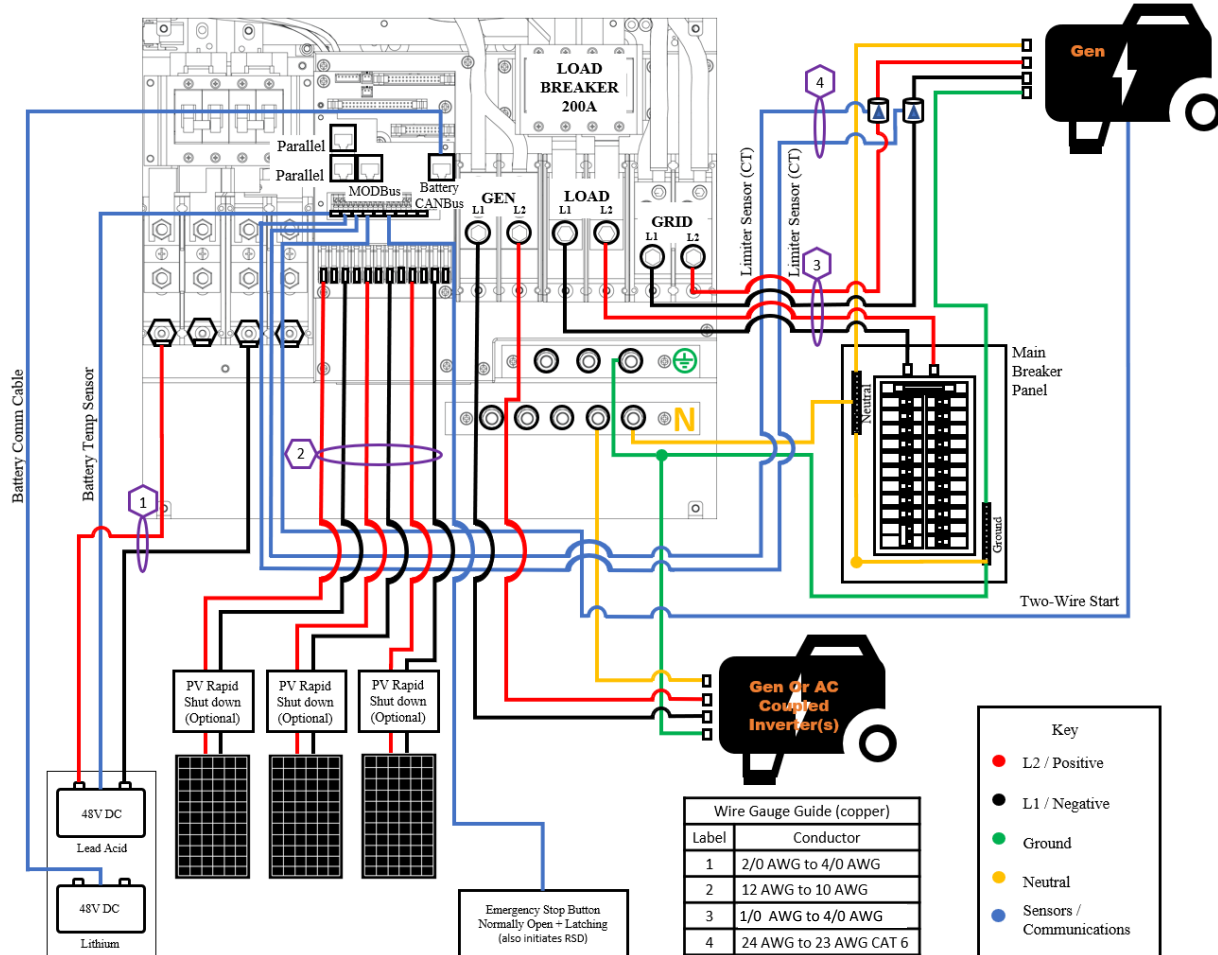 LOAD
BREAKER
200A
Gen
4
Parallel
Parallel
MODBus
Battery
CANBus
GEN
L1 L2
LOAD
L1 L2
GRID
L1 L2
Limiter Sensor (CT)
Limiter Sensor (CT)
3
Battery Comm Cable
Battery Temp Sensor
Main
Breaker
Panel
Neutral
N
2
1
Ground
Two-Wire Start
PV Rapid
Shut down
(Optional)
PV Rapid
Shut down
(Optional)
PV Rapid
Shut down
(Optional)
Gen Or AC
Coupled
Inverter(s)
48V DC
Lead Acid
48V DC
Lithium
Emergency Stop Button
Normally Open + Latching
(also initiates RSD)
Wire Gauge Guide (copper)
Label Conductor
1 2/0 AWG to 4/0 AWG
2 12 AWG to 10 AWG
3 1/0 AWG to 4/0 AWG
4 24 AWG to 23 AWG CAT 6
Key
L2 / Positive
L1 / Negative
Ground
Neutral
Sensors /
Communications